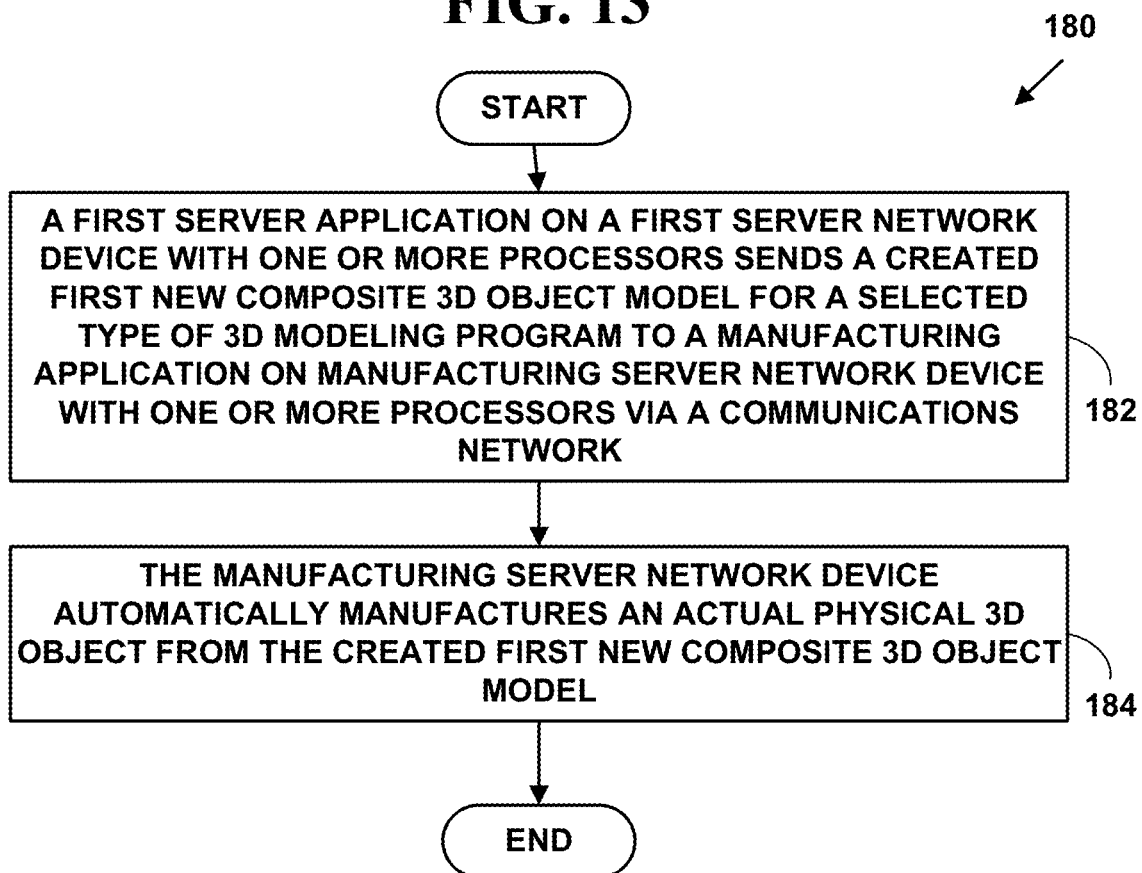 FIG. 13
180
START
A FIRST SERVER APPLICATION ON A FIRST SERVER NETWORK
DEVICE WITH ONE OR MORE PROCESSORS SENDS A CREATED
FIRST NEW COMPOSITE 3D OBJECT MODEL FOR A SELECTED
TYPE OF 3D MODELING PROGRAM TO A MANUFACTURING
APPLICATION ON MANUFACTURING SERVER NETWORK DEVICE
WITH ONE OR MORE PROCESSORS VIA A COMMUNICATIONS
NETWORK
182
THE MANUFACTURING SERVER NETWORK DEVICE
AUTOMATICALLY MANUFACTURES AN ACTUAL PHYSICAL 3D
OBJECT FROM THE CREATED FIRST NEW COMPOSITE 3D OBJECT
MODEL
184
END